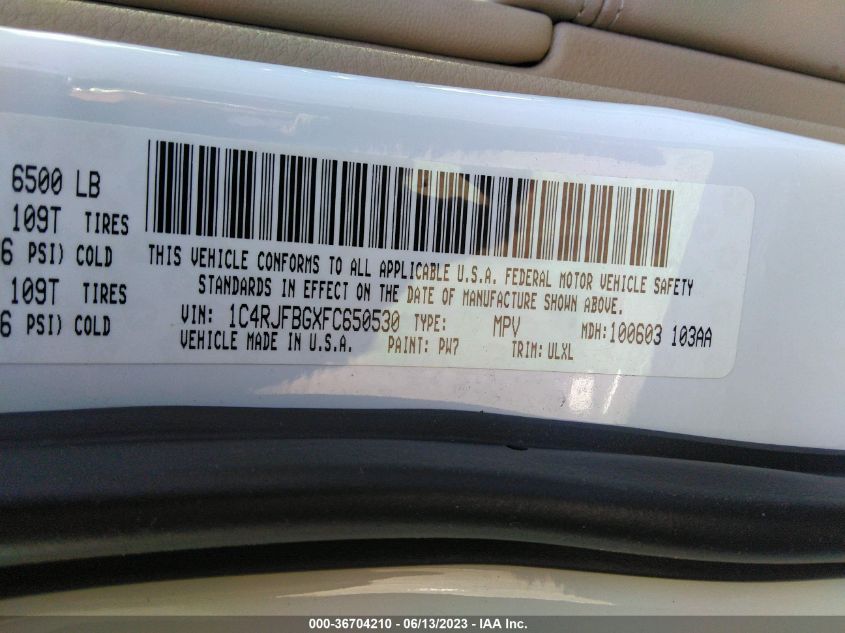 6500 LB
109T TIRES
6 PSI) COLD
109T TIRES
6 PSI) COLD
THIS VEHICLE CONFORMS TO ALL APPLICABLE U.S.A. FEDERAL MOTOR VEHICLE SAFETY
STANDARDS IN EFFECT ON THE DATE OF MANUFACTURE SHOWN ABOVE.
VIN: 1C4RJFBGXFC650530 TYPE: MPV MDH:100603 103AA
VEHICLE MADE IN U.S.A. PAINT: PW7 TRIM: ULXL
000-36704210 - 06/13/2023 - IAA Inc.